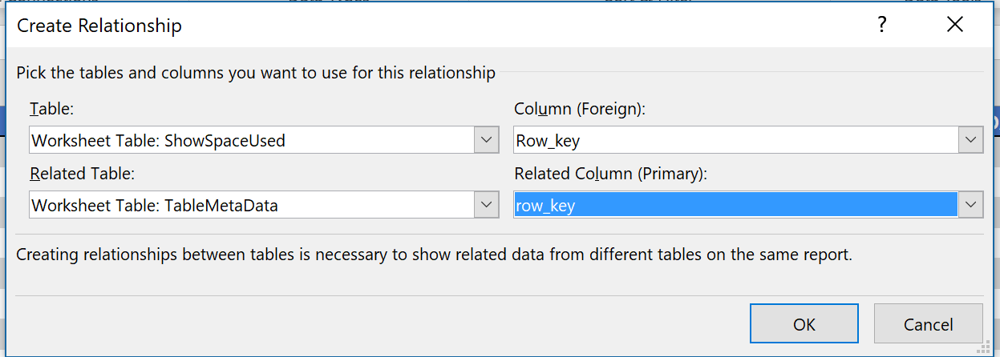 Create Relationship
?
Pick the tables and columns you want to use for this relationship
Table:
Column (Foreign):
Worksheet Table: ShowSpaceUsed
Row_key
Related Table:
Related Column (Primary):
Worksheet Table: TableMetaData
row_key
Creating relationships between tables is necessary to show related data from different tables on the same report.
OK
Cancel